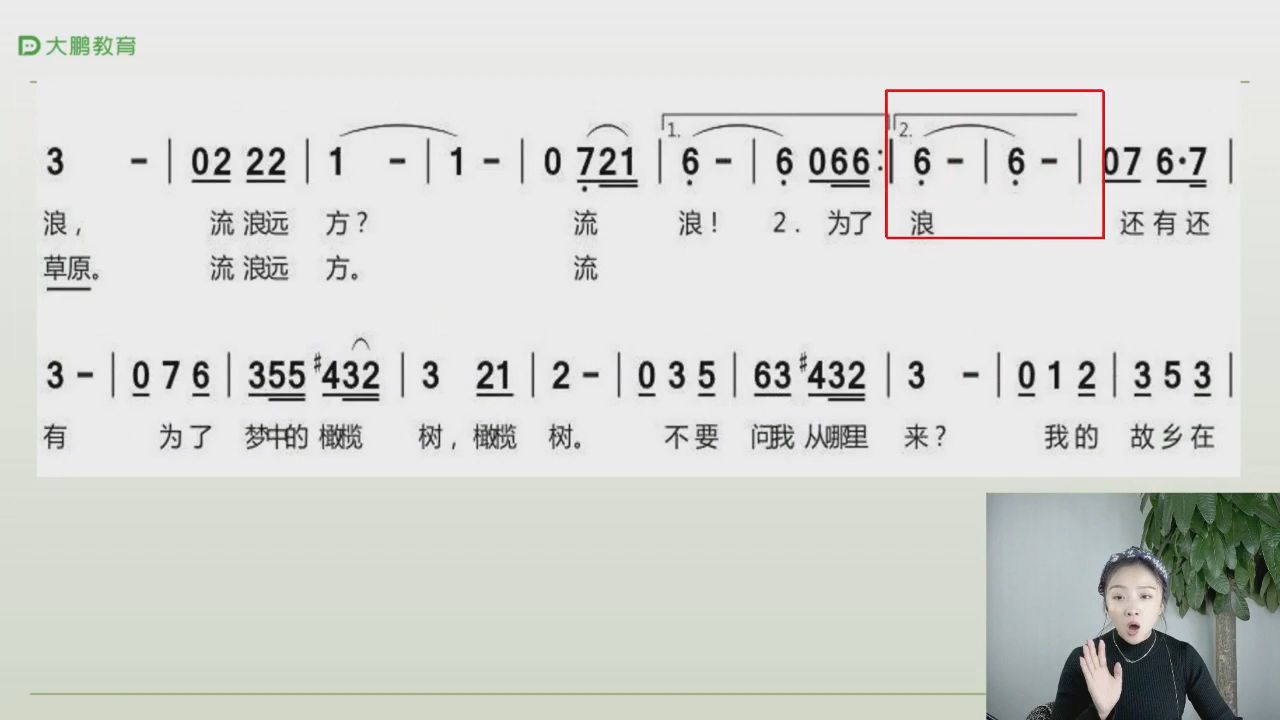 大鹏教育
1. 2.
3 - | 02 22 | 1 - | 1 - | 0 721 | 6 - | 6 066 :| 6 - | 6 - | 07 6·7 |
浪， 流 浪远 方？ 流 浪！ 2. 为了 浪 还 有 还
草原。 流 浪远 方。 流
3 - | 0 7 6 | 355 #432 | 3 21 | 2 - | 0 3 5 | 63 #432 | 3 - | 0 1 2 | 3 5 3 |
有 为了 梦中的 橄榄 树，橄榄 树。 不要 问我 从哪里 来？ 我的 故乡在